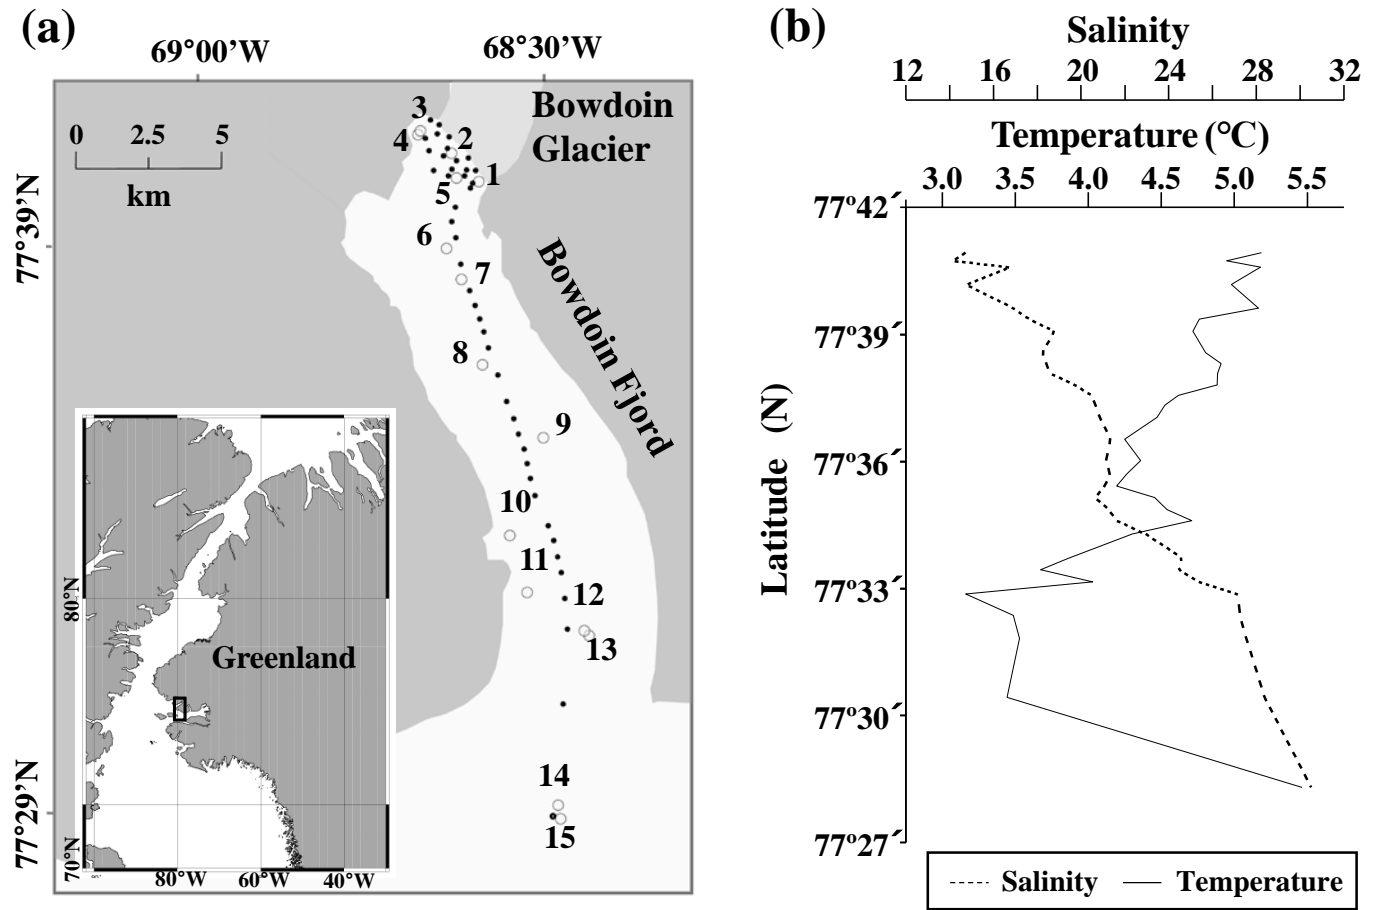 (a)
69°00’W
68°30’W
Bowdoin
Glacier
0
2.5
5
km
3
4
2
1
5
6
7
8
9
10
11
12
13
14
15
77°39’N
77°29’N
Bowdoin Fjord
Greenland
80°N
70°N
80°W
60°W
40°W
(b)
Salinity
12 16 20 24 28 32
Temperature (°C)
3.0 3.5 4.0 4.5 5.0 5.5
Latitude (N)
77º42´
77º39´
77º36´
77º33´
77º30´
77º27´
Salinity
Temperature